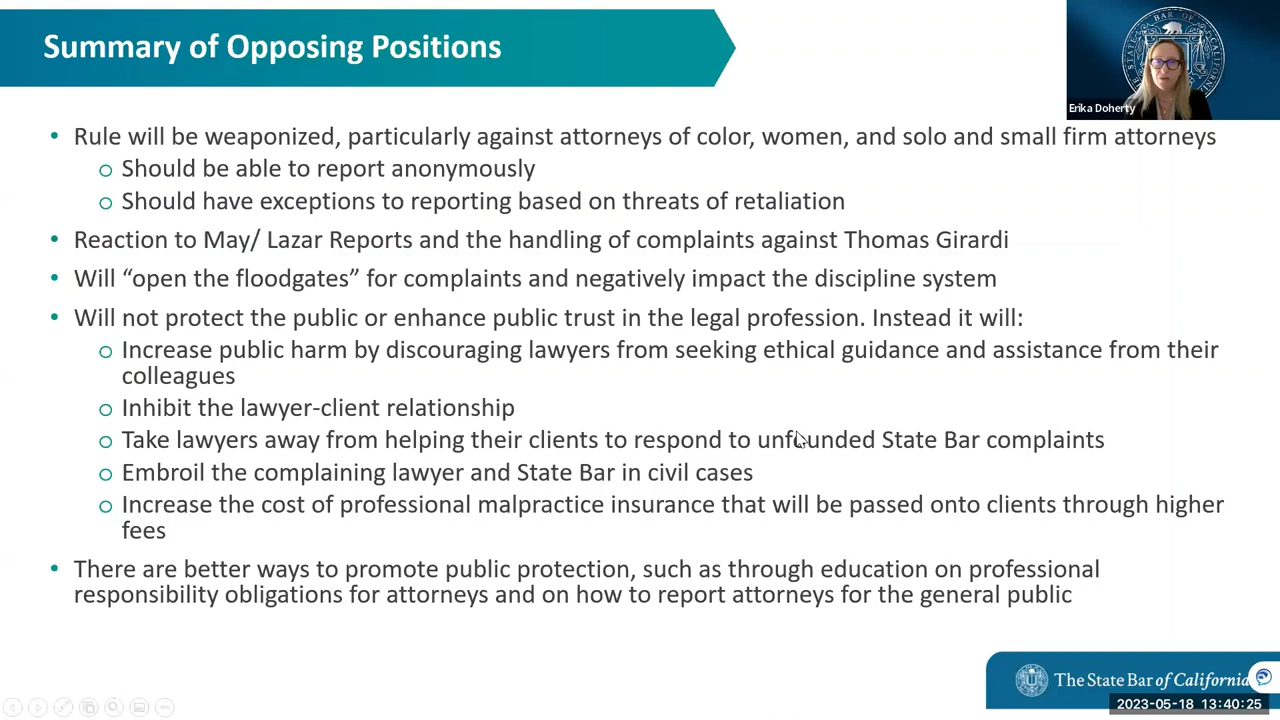 Summary of Opposing Positions
Erika Doherty
• Rule will be weaponized, particularly against attorneys of color, women, and solo and small firm attorneys
o Should be able to report anonymously
o Should have exceptions to reporting based on threats of retaliation
• Reaction to May/ Lazar Reports and the handling of complaints against Thomas Girardi
• Will “open the floodgates” for complaints and negatively impact the discipline system
• Will not protect the public or enhance public trust in the legal profession. Instead it will:
o Increase public harm by discouraging lawyers from seeking ethical guidance and assistance from their
colleagues
o Inhibit the lawyer-client relationship
o Take lawyers away from helping their clients to respond to unfounded State Bar complaints
o Embroil the complaining lawyer and State Bar in civil cases
o Increase the cost of professional malpractice insurance that will be passed onto clients through higher
fees
• There are better ways to promote public protection, such as through education on professional
responsibility obligations for attorneys and on how to report attorneys for the general public
The State Bar of California
2023-05-18 13:40:25